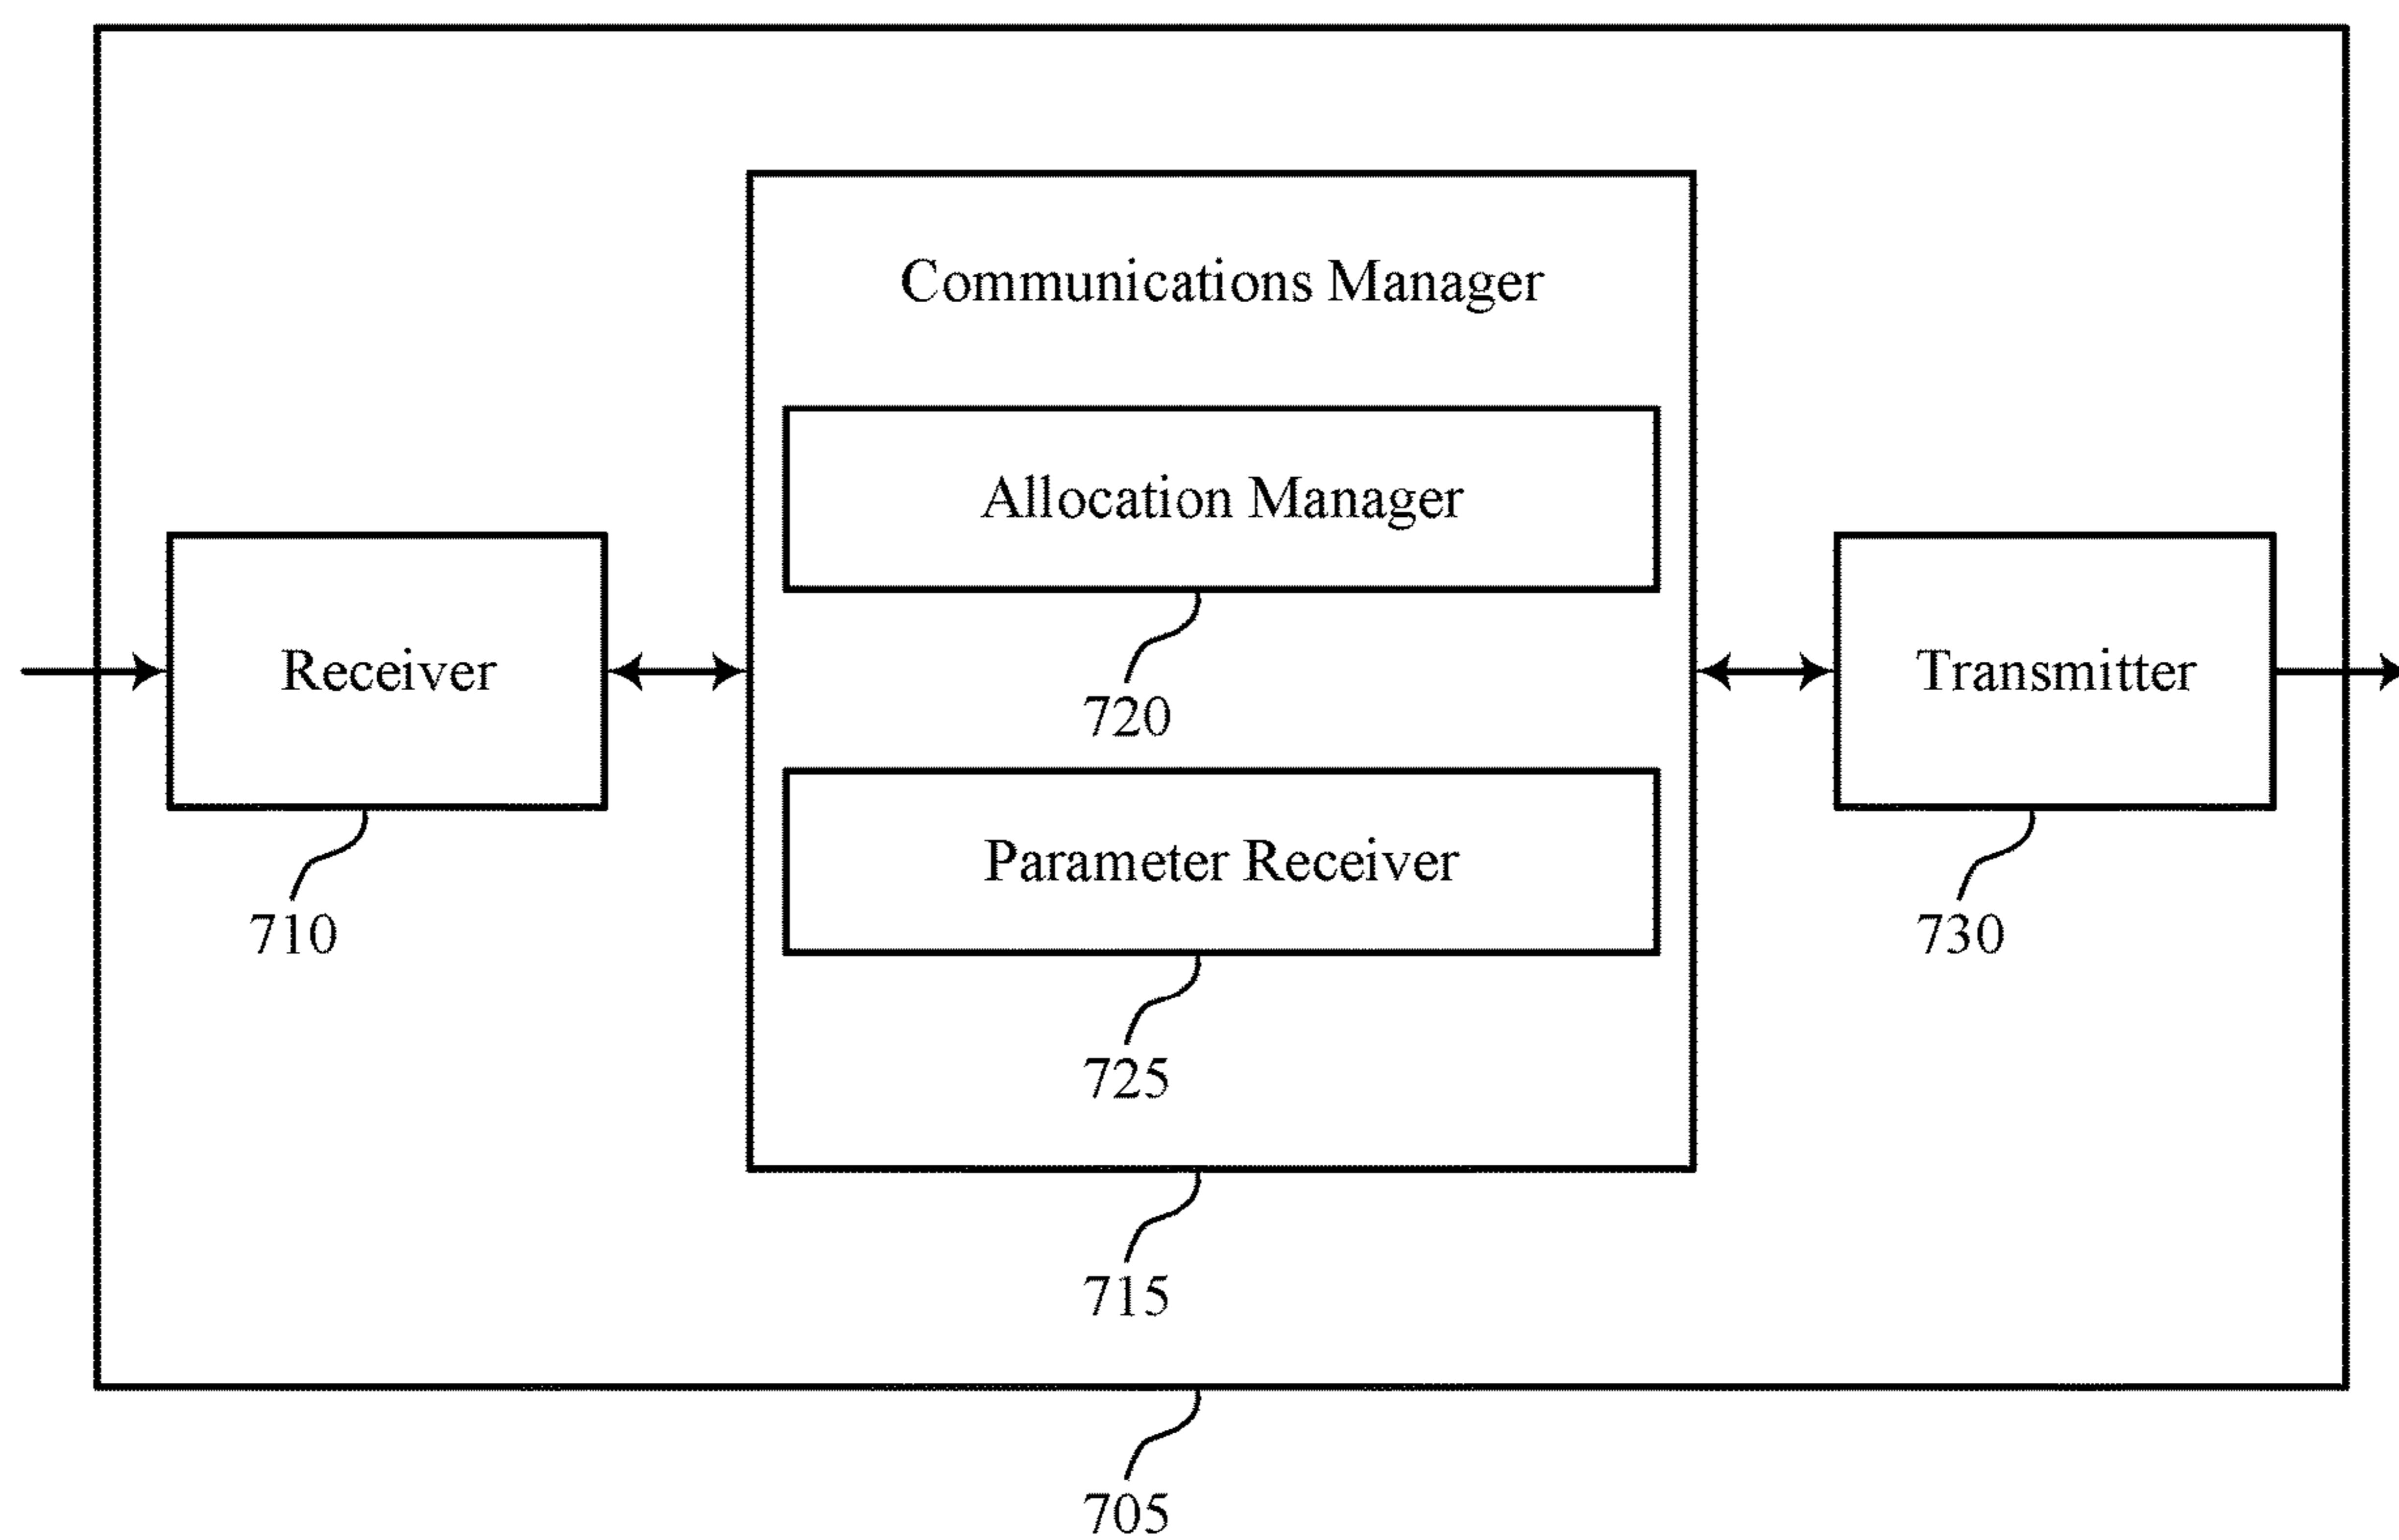 Communications Manager
Allocation Manager
720
Receiver
710
Transmitter
730
Parameter Receiver
725
715
705